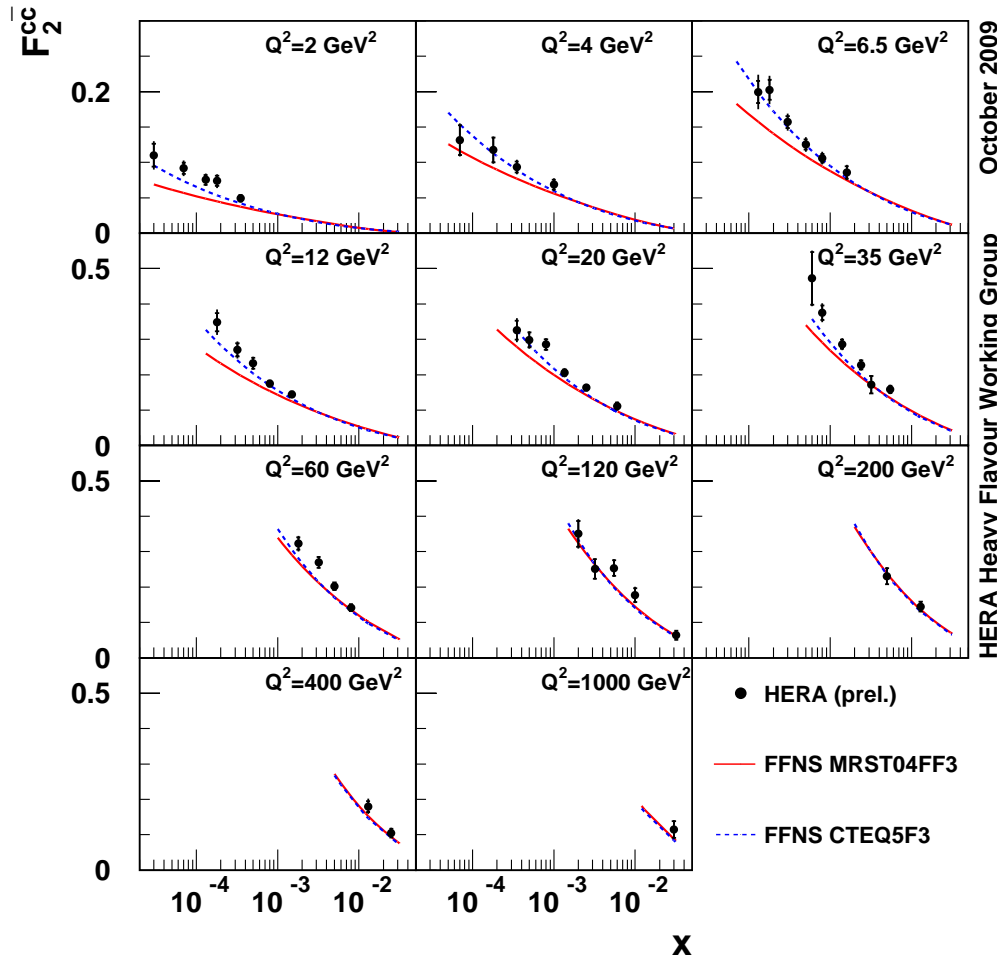 F₂^cc̄
Q²=2 GeV²
Q²=4 GeV²
Q²=6.5 GeV²
0.2
0
Q²=12 GeV²
Q²=20 GeV²
Q²=35 GeV²
0.5
0
Q²=60 GeV²
Q²=120 GeV²
Q²=200 GeV²
0.5
0
Q²=400 GeV²
Q²=1000 GeV²
0.5
0
10⁻⁴ 10⁻³ 10⁻²
10⁻⁴ 10⁻³ 10⁻²
x
HERA (prel.)
FFNS MRST04FF3
FFNS CTEQ5F3
HERA Heavy Flavour Working Group October 2009